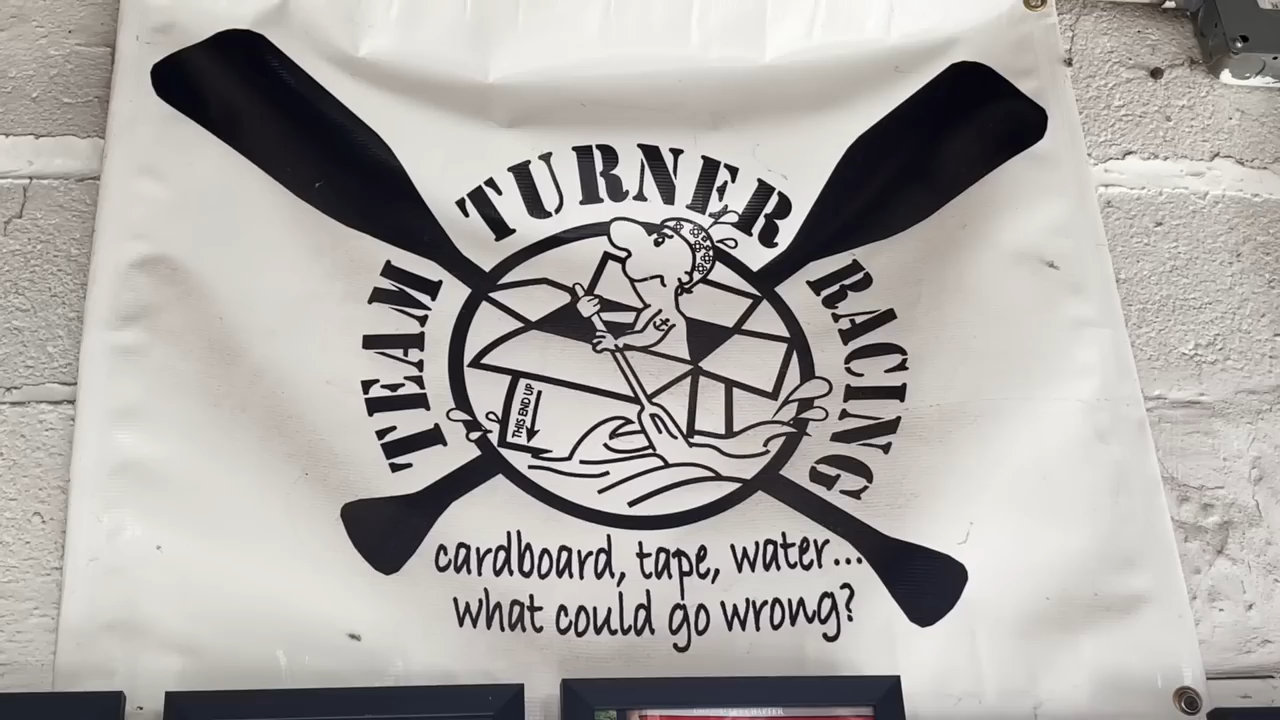 TEAM TURNER RACING
THIS END UP
cardboard, tape, water...
what could go wrong?